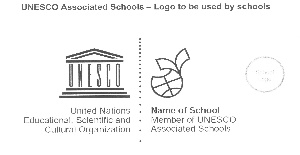 UNESCO Associated Schools – Logo to be used by schools
UNESCO
United Nations
Educational, Scientific and
Cultural Organization
Name of School
Member of UNESCO
Associated Schools